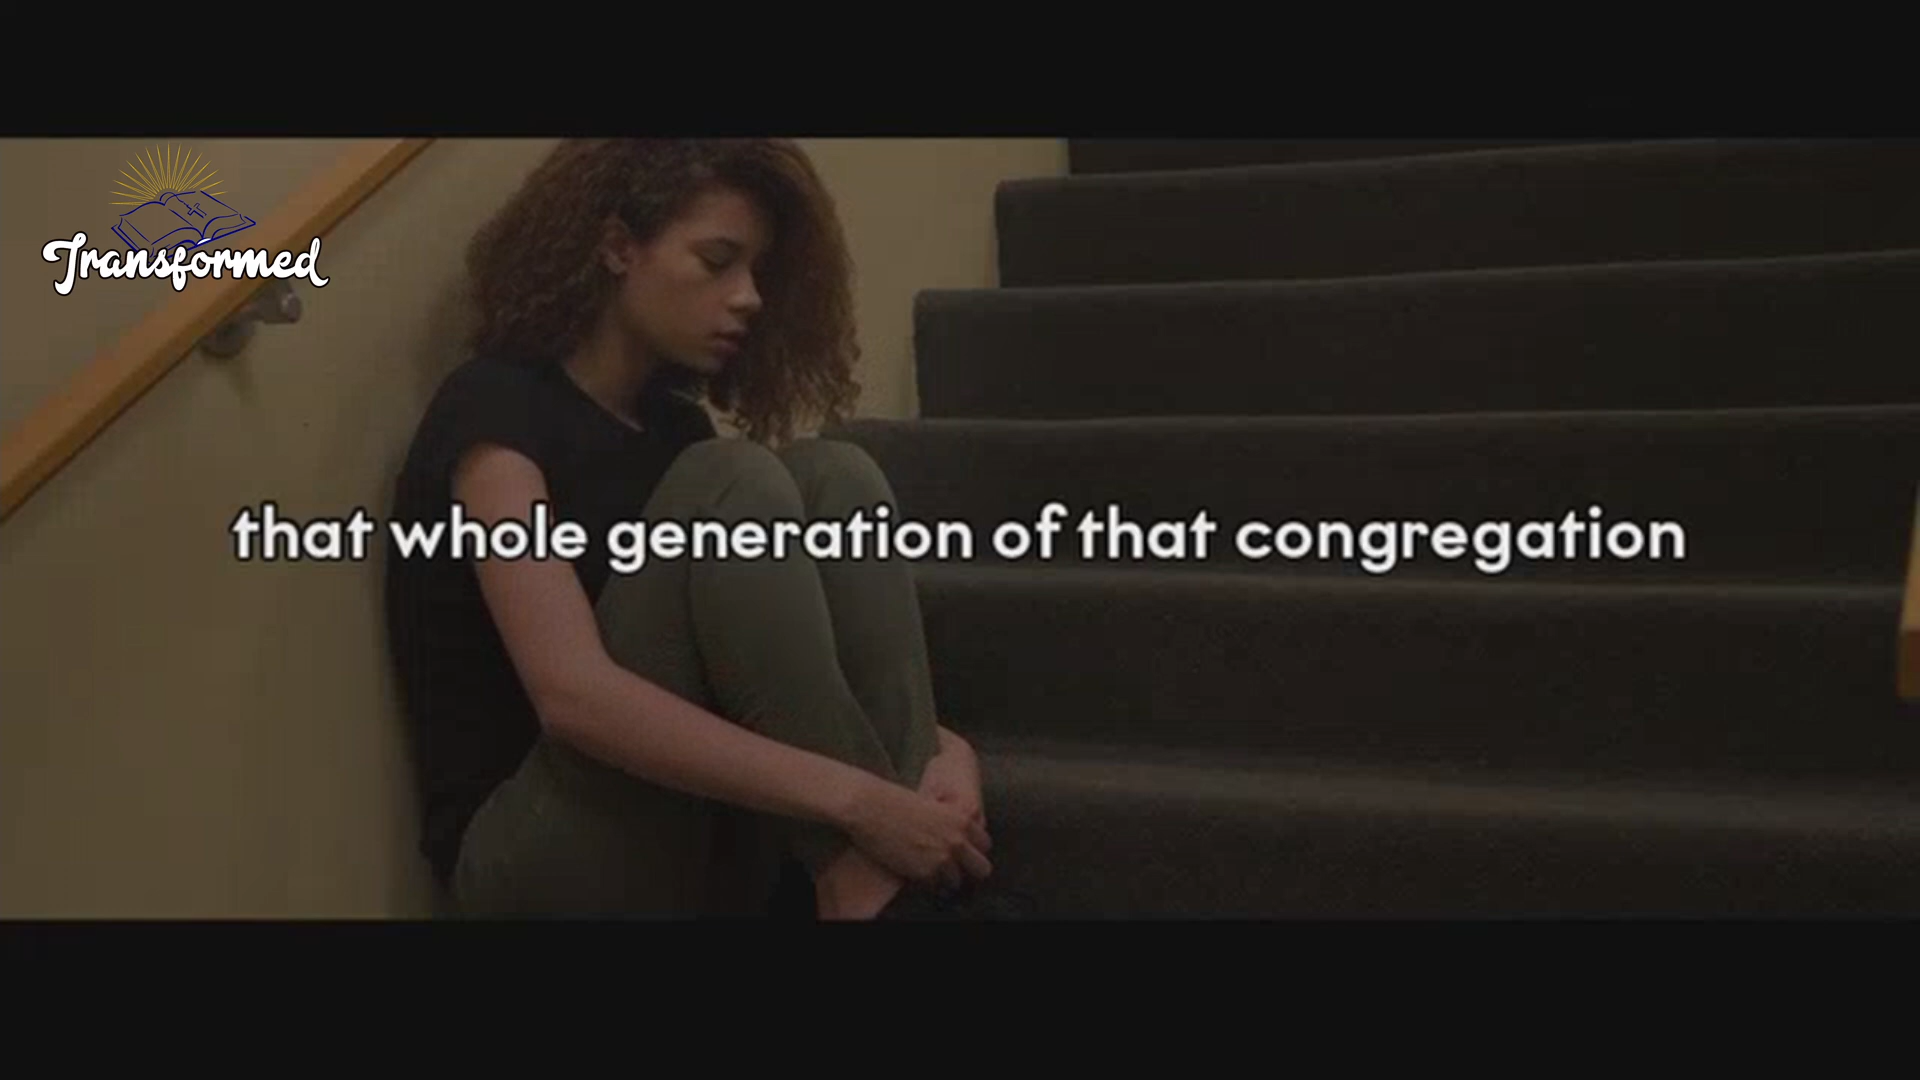 Transformed
that whole generation of that congregation